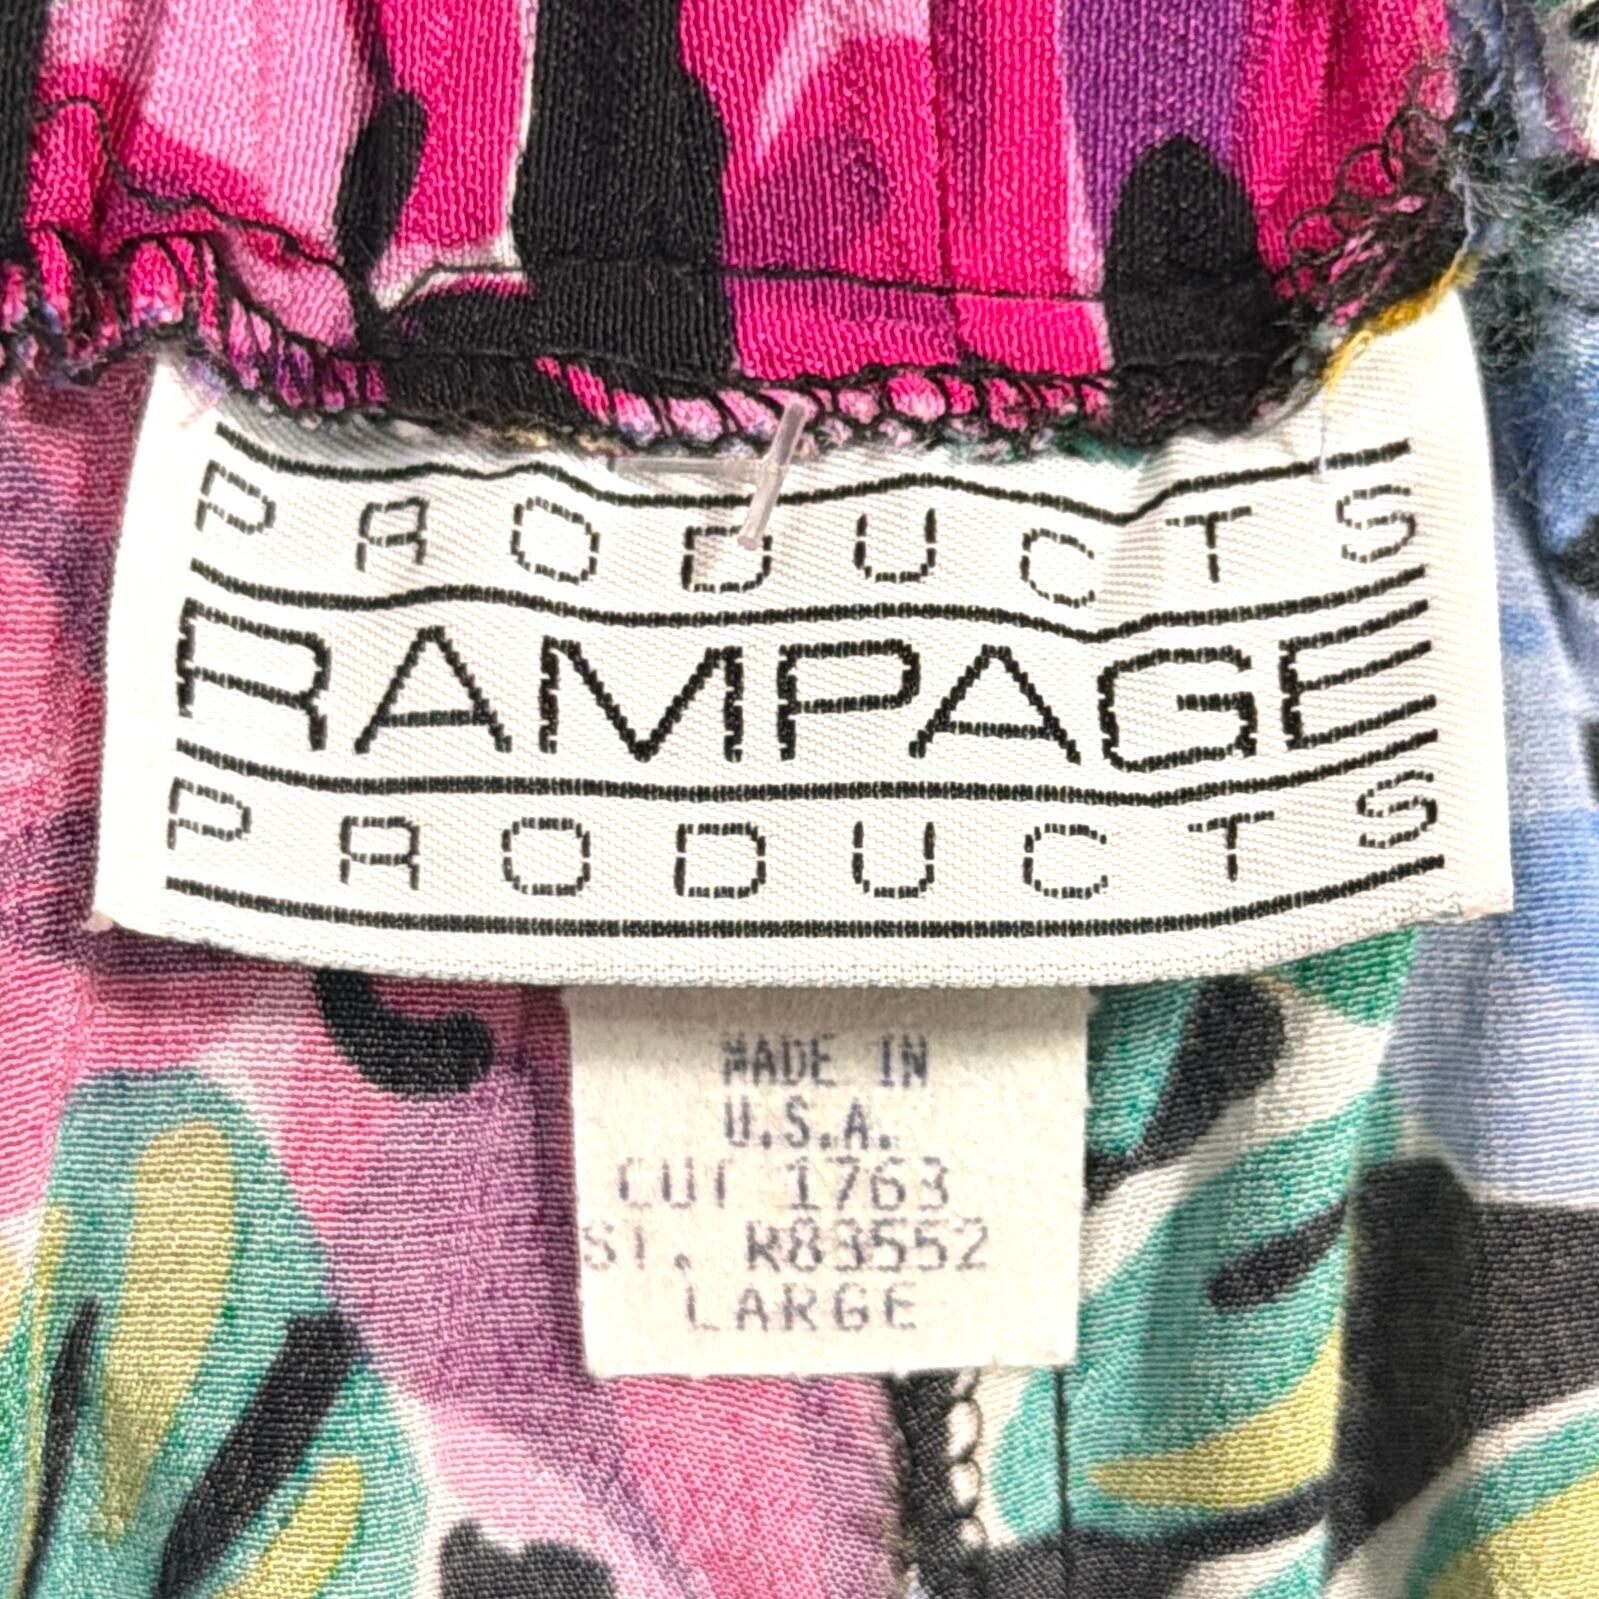 PRODUCTS
RAMPAGE
PRODUCTS
MADE IN
U.S.A.
CUT 1763
ST. R83552
LARGE